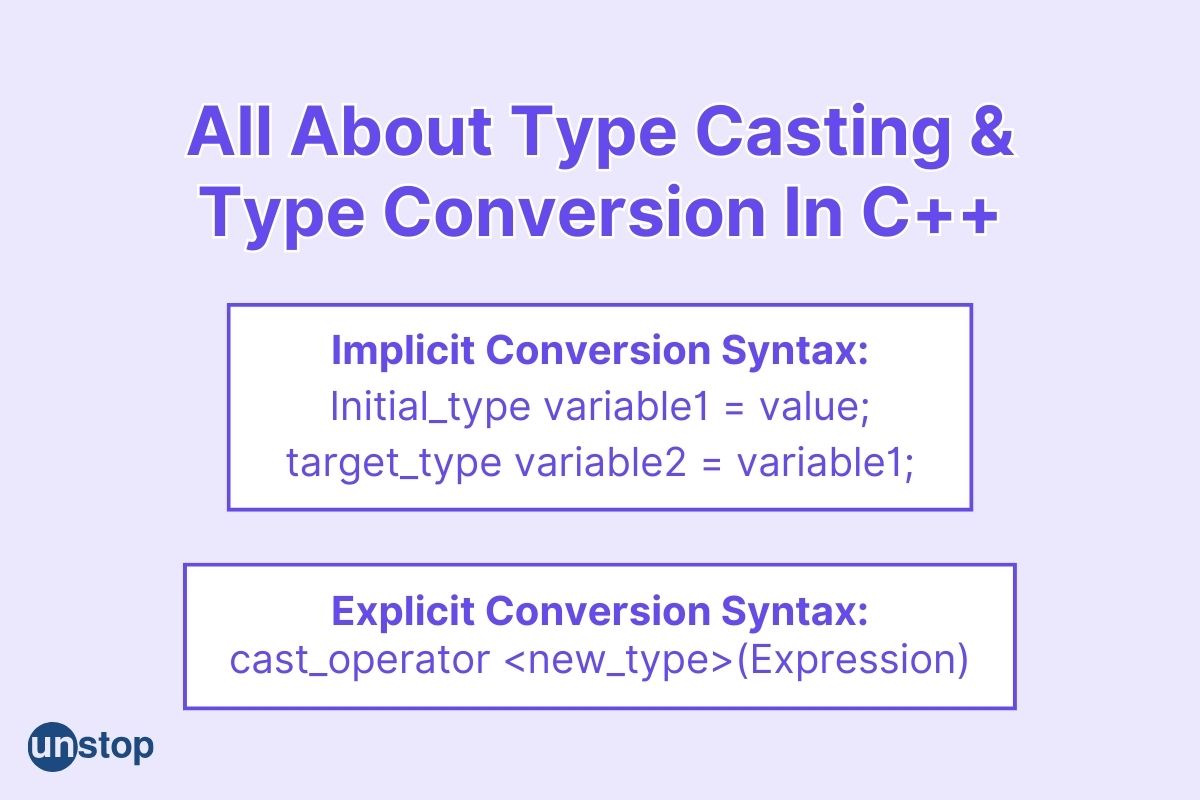 All About Type Casting &
Type Conversion In C++
Implicit Conversion Syntax:
Initial_type variable1 = value;
target_type variable2 = variable1;
Explicit Conversion Syntax:
cast_operator <new_type>(Expression)
unstop